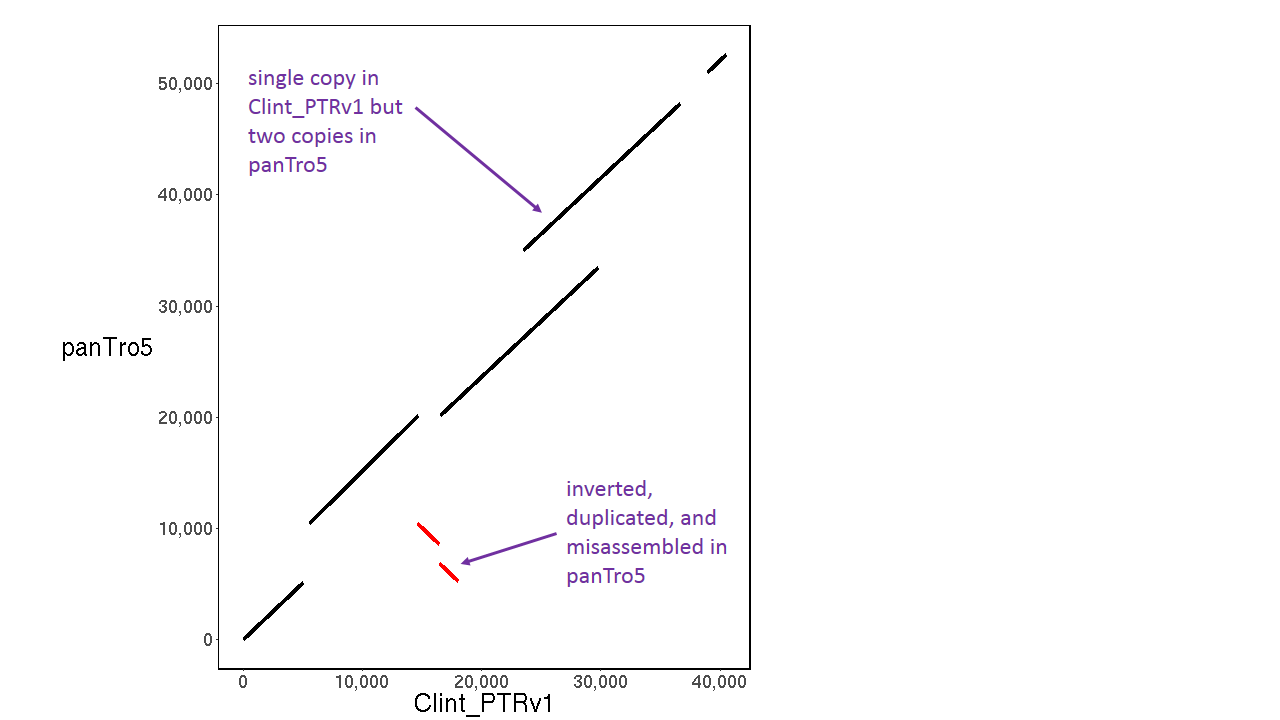 single copy in
Clint_PTRv1 but
two copies in
panTro5
50,000
40,000
30,000
panTro5
20,000
inverted,
duplicated, and
misassembled in
panTro5
10,000
0
0 10,000 20,000 30,000 40,000
Clint_PTRv1